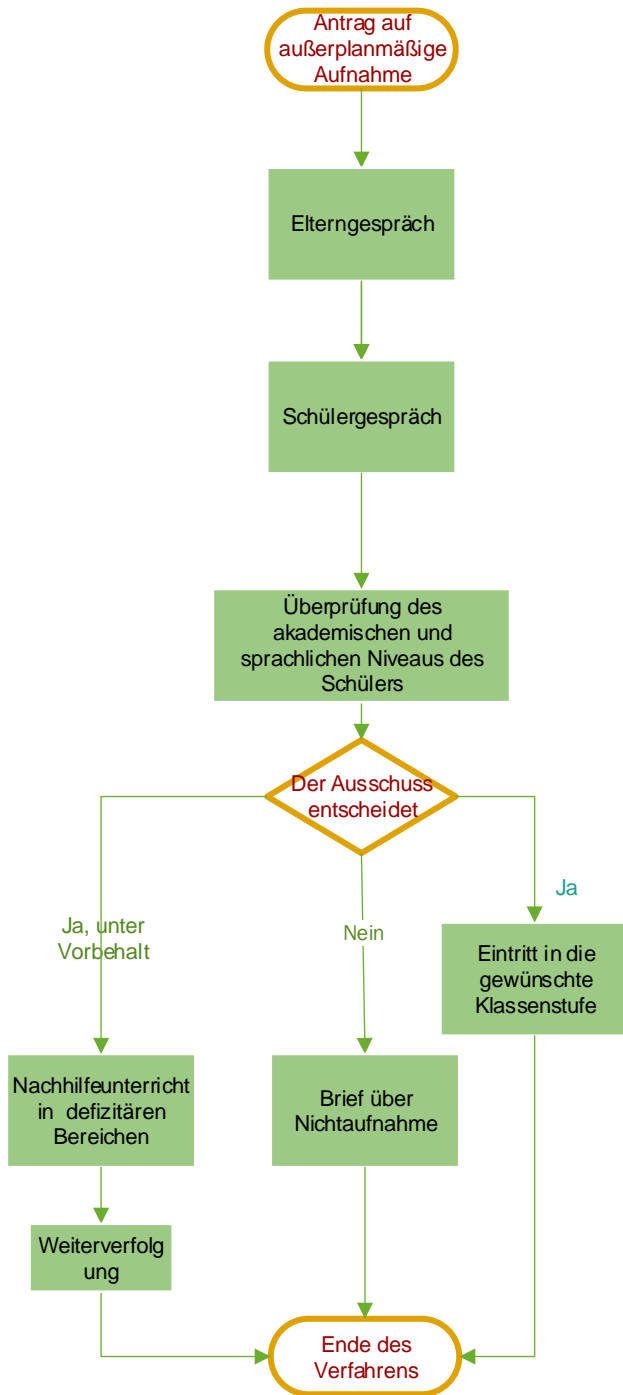 Antrag auf
außerplanmäßige
Aufnahme
Elterngespräch
Schülergespräch
Überprüfung des
akademischen und
sprachlichen Niveaus des
Schülers
Der Ausschuss
entscheidet
Ja, unter
Vorbehalt
Nein
Ja
Eintritt in die
gewünschte
Klassenstufe
Nachhilfeunterricht
in defizitären
Bereichen
Brief über
Nichtaufnahme
Weiterverfolg
ung
Ende des
Verfahrens